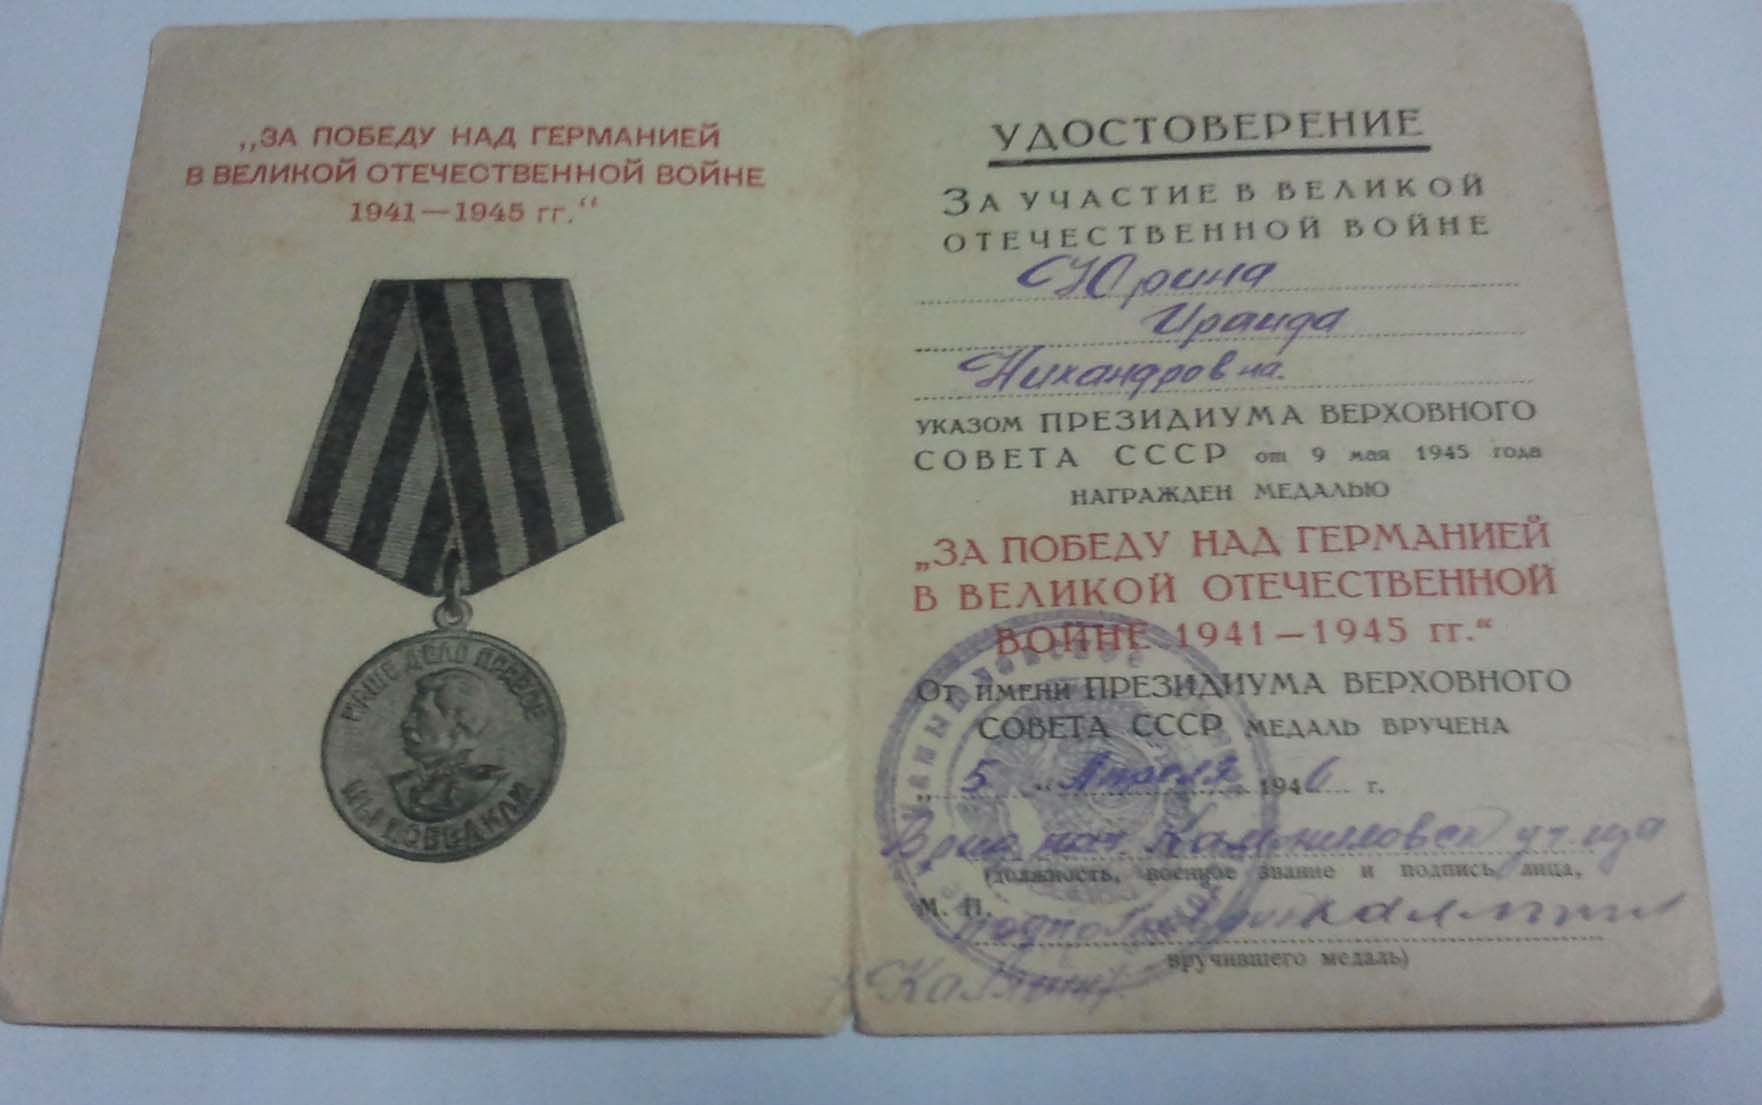 „ЗА ПОБЕДУ НАД ГЕРМАНИЕЙ
В ВЕЛИКОЙ ОТЕЧЕСТВЕННОЙ ВОЙНЕ
1941—1945 гг.“
НАШЕ ДЕЛО ПРАВОЕ
МЫ ПОБЕДИЛИ
УДОСТОВЕРЕНИЕ
ЗА УЧАСТИЕ В ВЕЛИКОЙ
ОТЕЧЕСТВЕННОЙ ВОЙНЕ
Юрина
Ираида
Никандровна.
УКАЗОМ ПРЕЗИДИУМА ВЕРХОВНОГО
СОВЕТА СССР от 9 мая 1945 года
НАГРАЖДЕН МЕДАЛЬЮ
„ЗА ПОБЕДУ НАД ГЕРМАНИЕЙ
В ВЕЛИКОЙ ОТЕЧЕСТВЕННОЙ
ВОЙНЕ 1941—1945 гг.“
ОТ ИМЕНИ ПРЕЗИДИУМА ВЕРХОВНОГО
СОВЕТА СССР МЕДАЛЬ ВРУЧЕНА
„ 5 “ Апреля 1946 г.
(должность, военное звание и подпись лица,
М. П.
вручившего медаль)